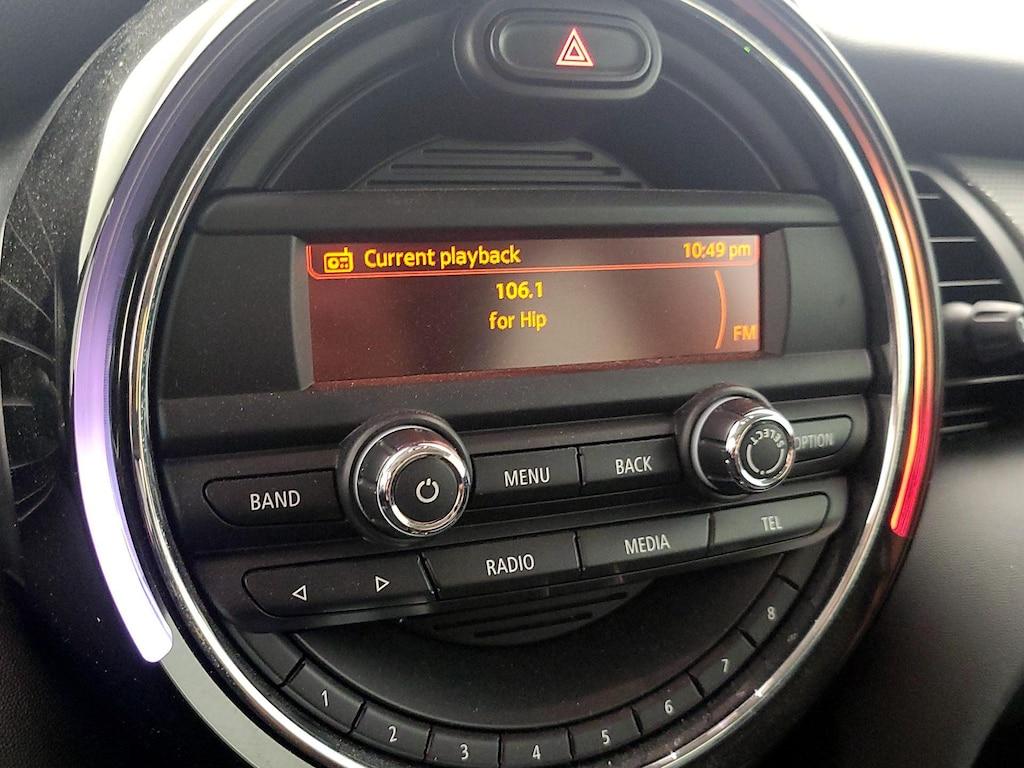 Current playback 10:49 pm
106.1
for Hip
FM
BAND MENU BACK SELECT OPTION
RADIO MEDIA TEL
1 2 3 4 5 6 7 8